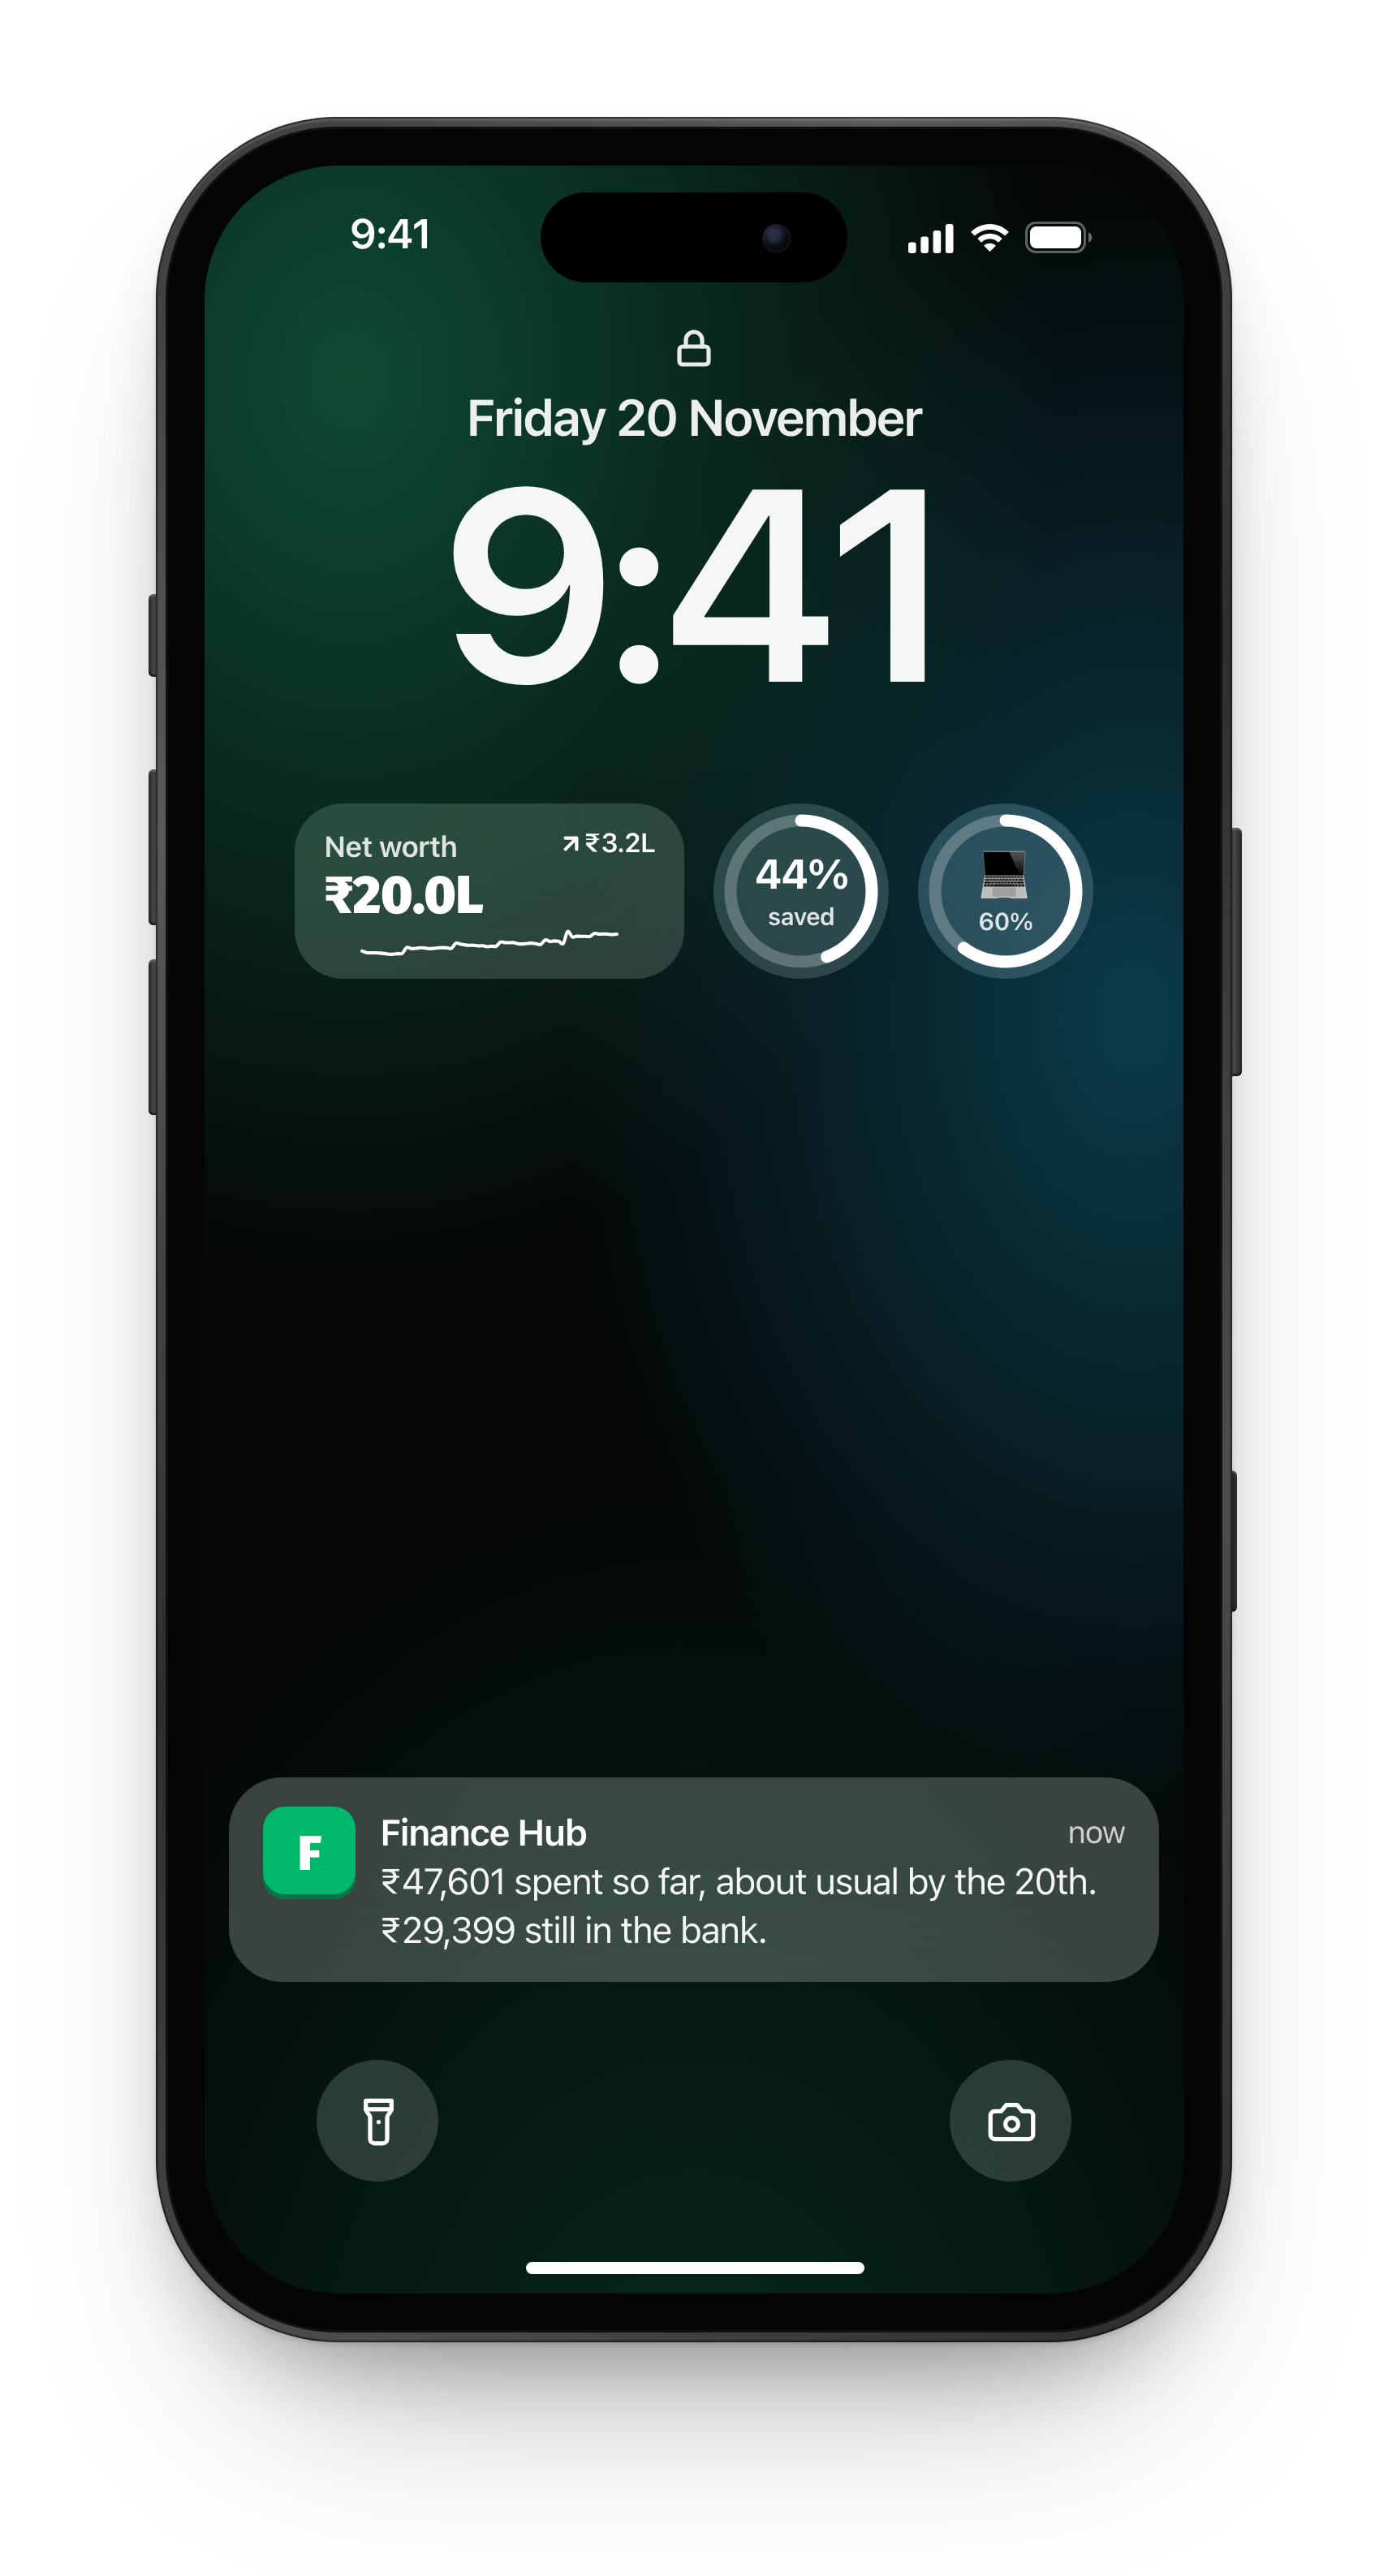 9:41
Friday 20 November
9:41
Net worth ₹3.2L
₹20.0L
44%
saved
60%
F
Finance Hub now
₹47,601 spent so far, about usual by the 20th.
₹29,399 still in the bank.